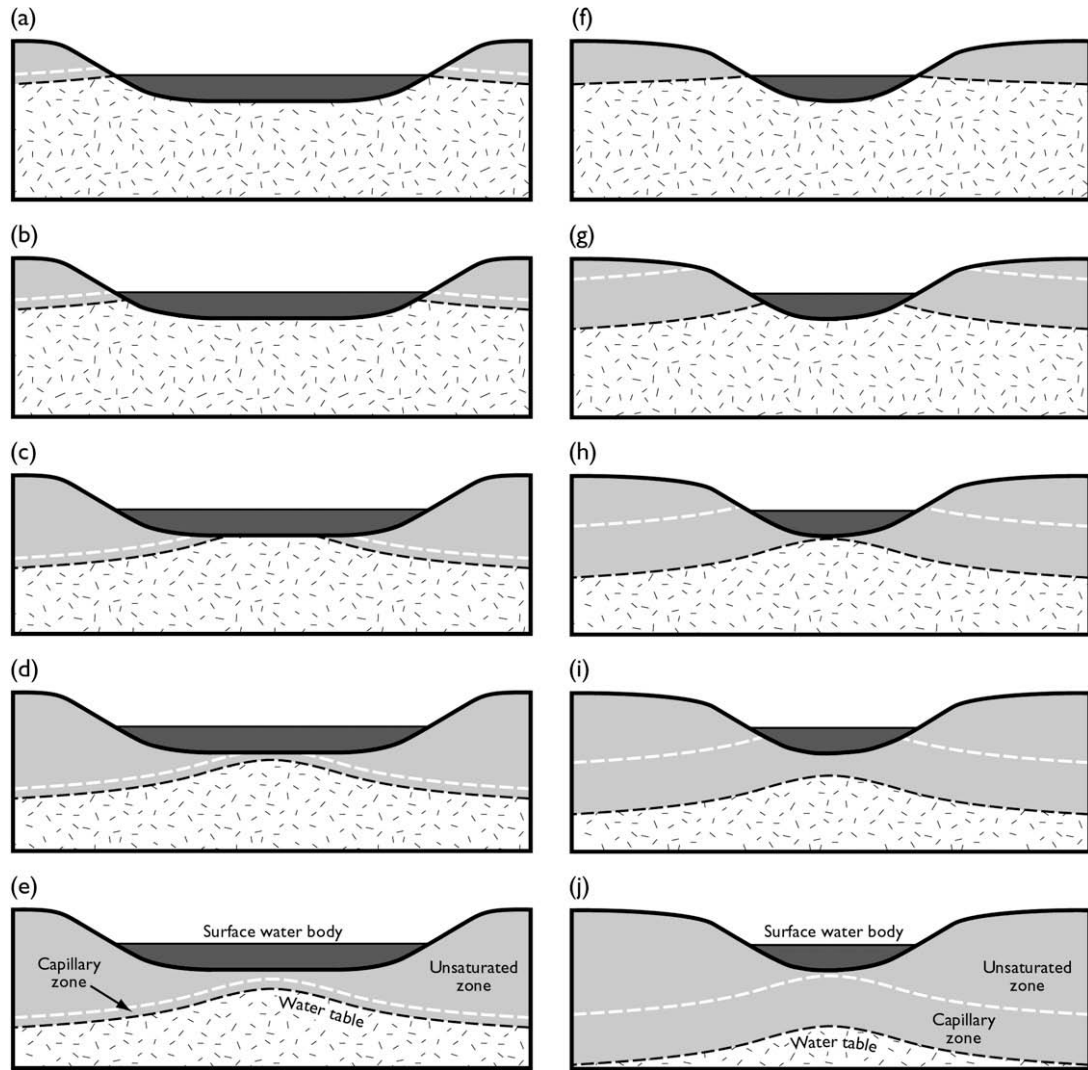 (a)
(f)
(b)
(g)
(c)
(h)
(d)
(i)
(e)
Surface water body
Capillary
zone
Unsaturated
zone
Water table
(j)
Surface water body
Unsaturated
zone
Capillary
zone
Water table